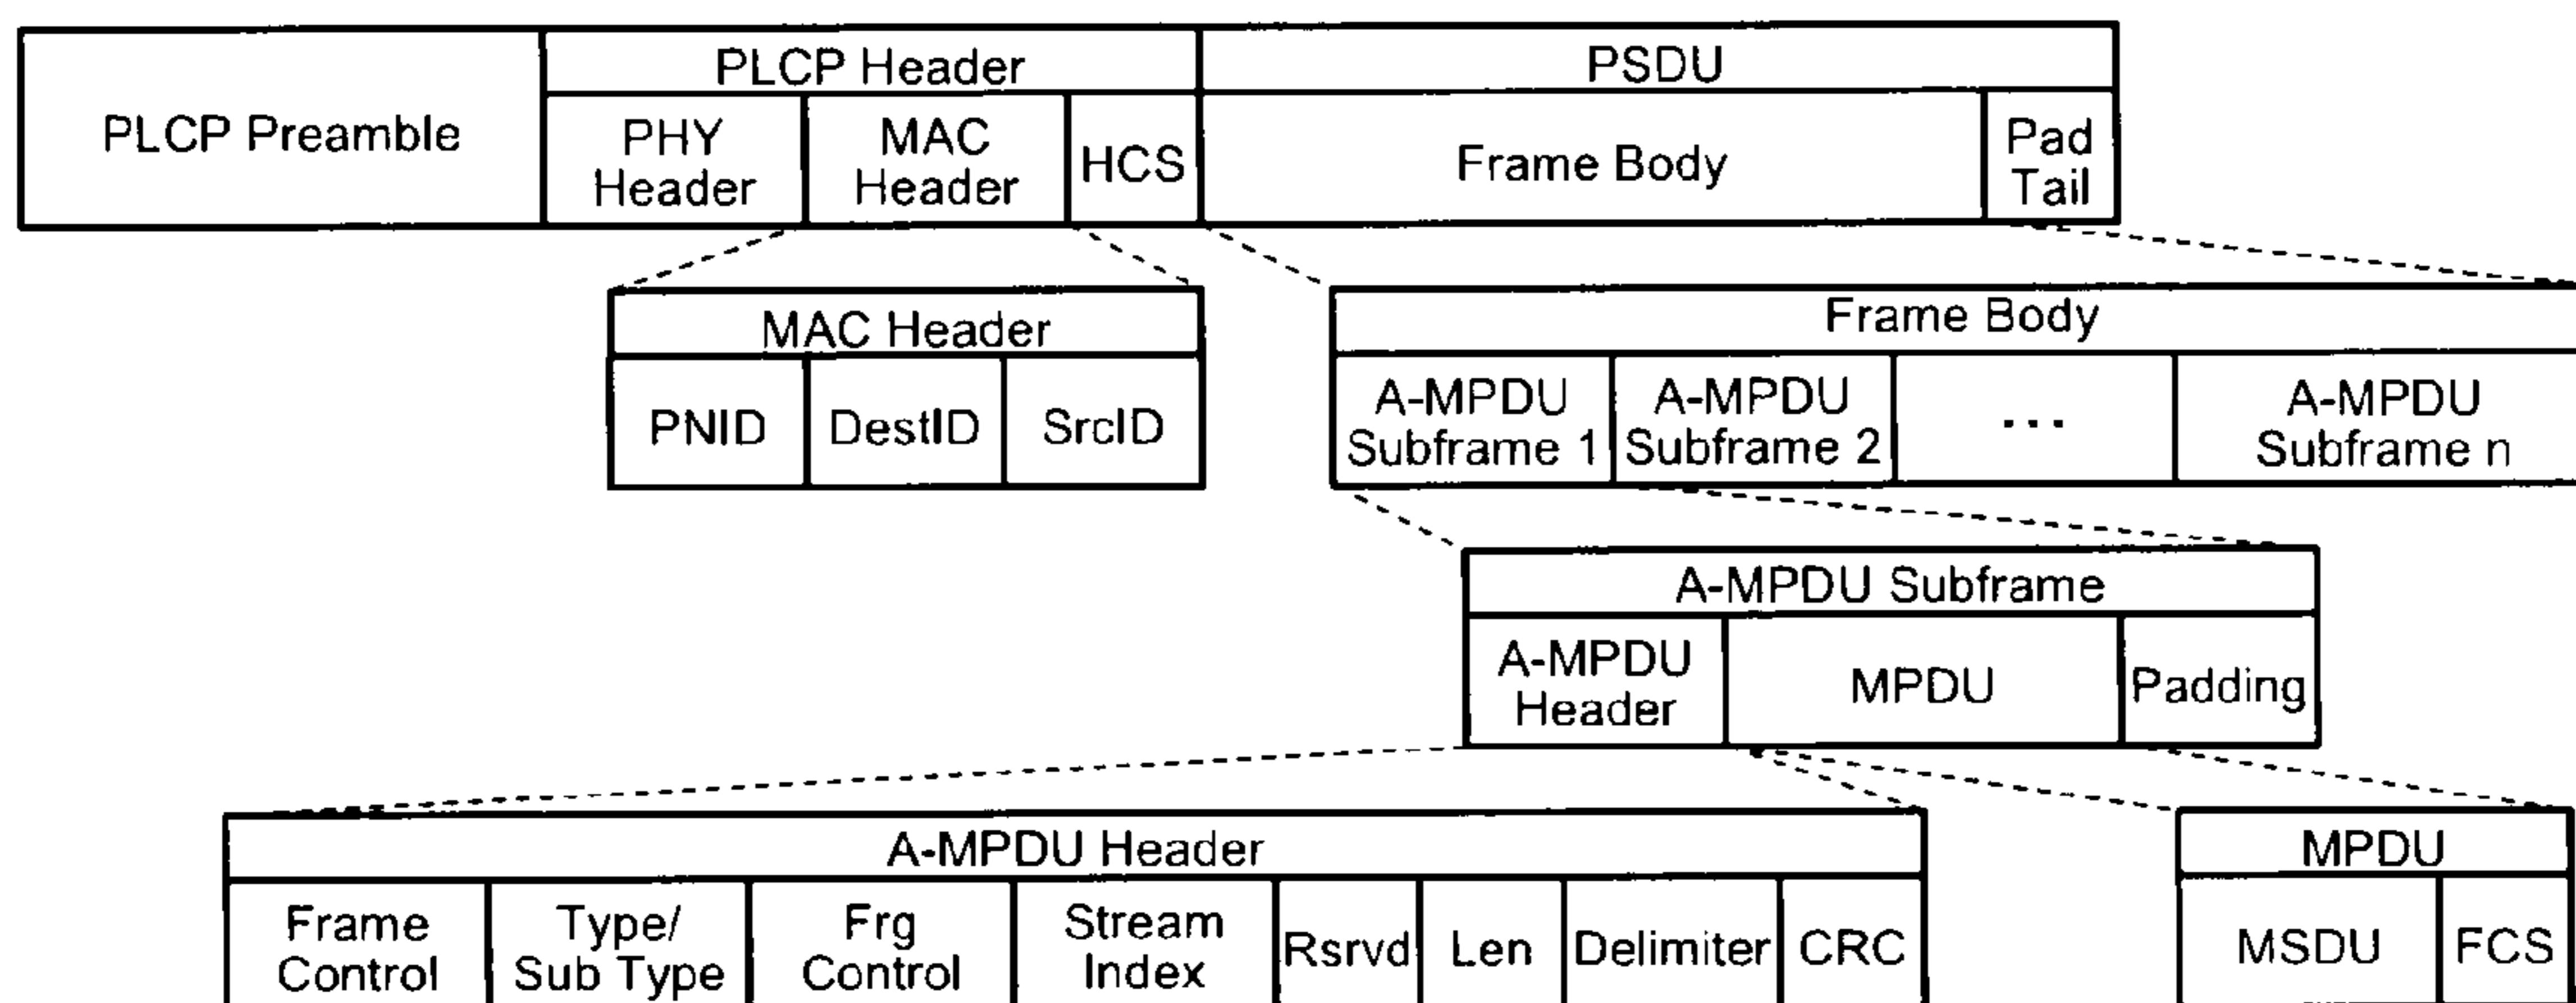 PLCP Preamble
PLCP Header
PSDU
PHY
Header
MAC
Header
HCS
Frame Body
Pad
Tail
MAC Header
PNID
DestID
SrcID
Frame Body
A-MPDU
Subframe 1
A-MPDU
Subframe 2
...
A-MPDU
Subframe n
A-MPDU Subframe
A-MPDU
Header
MPDU
Padding
A-MPDU Header
Frame
Control
Type/
Sub Type
Frg
Control
Stream
Index
Rsrvd
Len
Delimiter
CRC
MPDU
MSDU
FCS